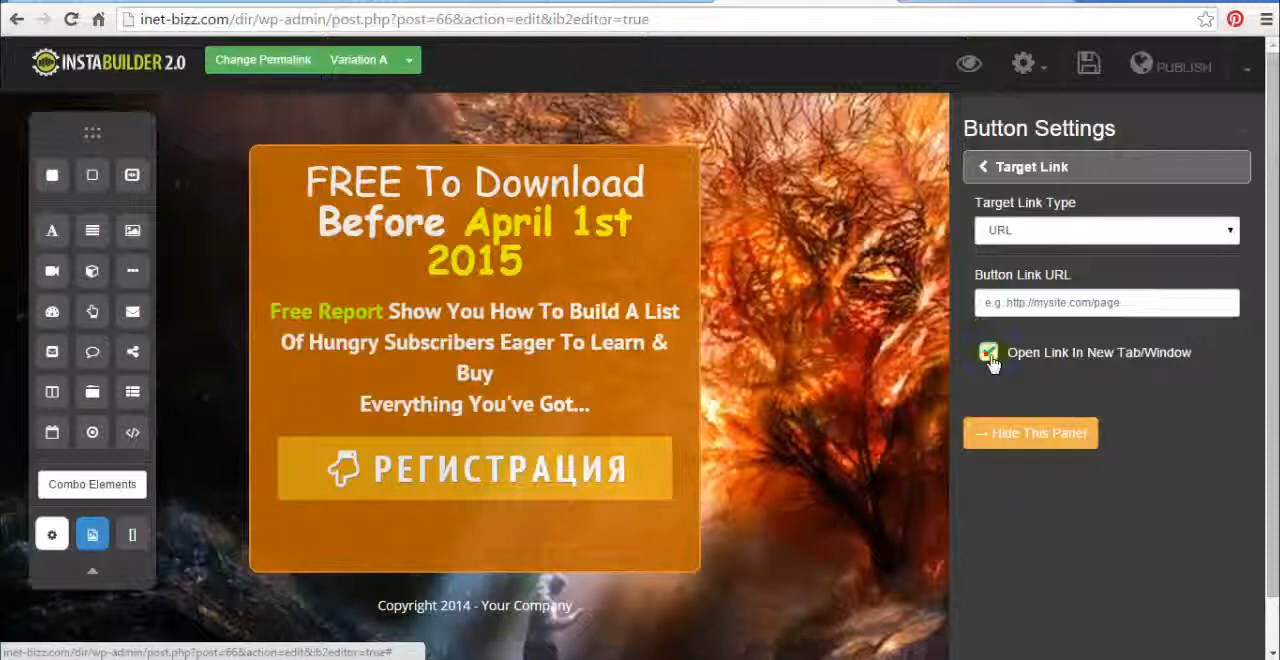 inet-bizz.com/dir/wp-admin/post.php?post=66&action=edit&ib2editor=true
INSTABUILDER 2.0
Change Permalink
Variation A
PUBLISH
FREE To Download
Before April 1st
2015
Free Report Show You How To Build A List
Of Hungry Subscribers Eager To Learn &
Buy
Everything You've Got...
РЕГИСТРАЦИЯ
Copyright 2014 - Your Company
Combo Elements
Button Settings
Target Link
Target Link Type
URL
Button Link URL
e.g. http://mysite.com/page
Open Link In New Tab/Window
→ Hide This Panel
inet-bizz.com/dir/wp-admin/post.php?post=66&action=edit&ib2editor=true#